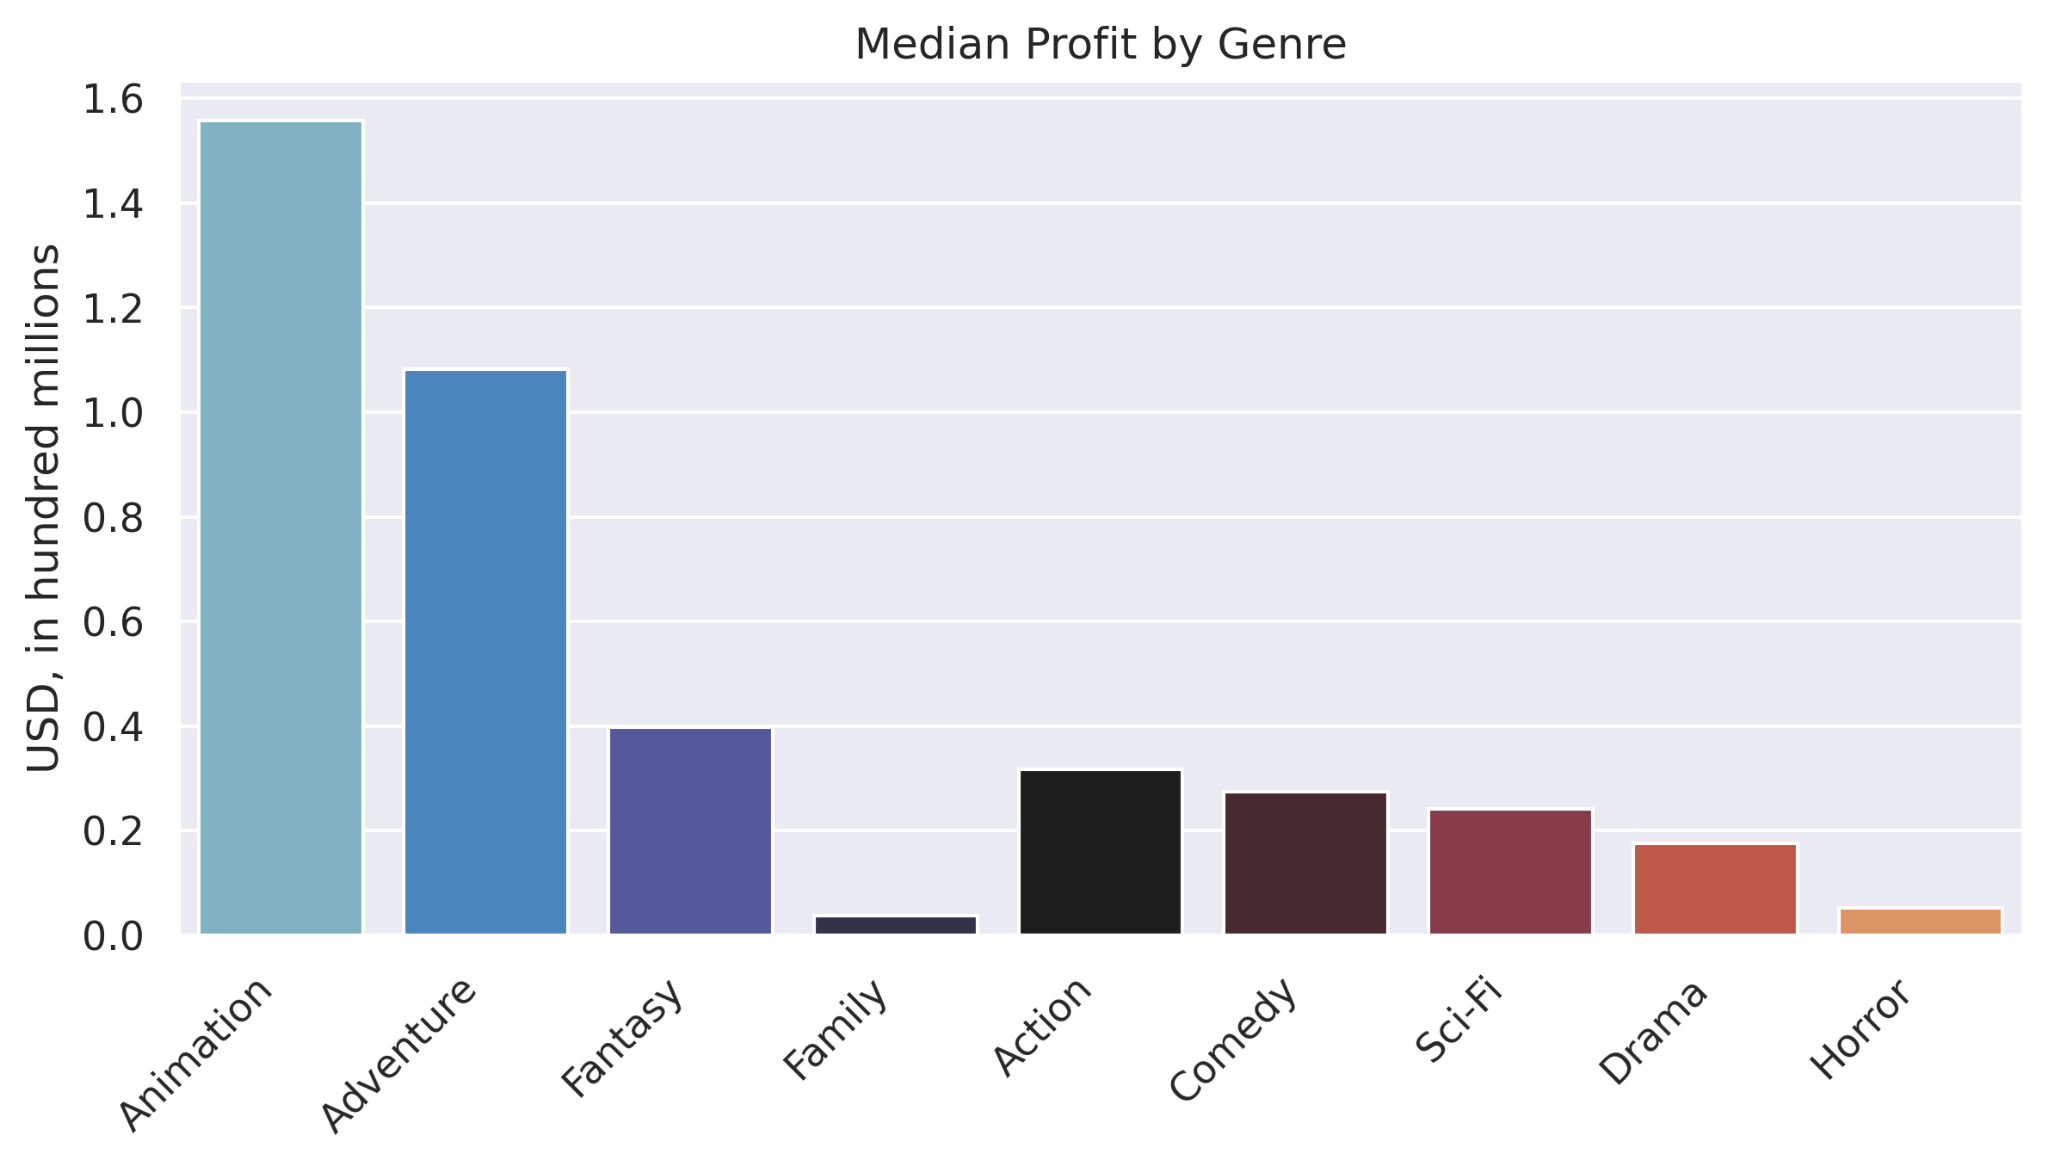 Median Profit by Genre
USD, in hundred millions
1.6
1.4
1.2
1.0
0.8
0.6
0.4
0.2
0.0
Animation
Adventure
Fantasy
Family
Action
Comedy
Sci-Fi
Drama
Horror